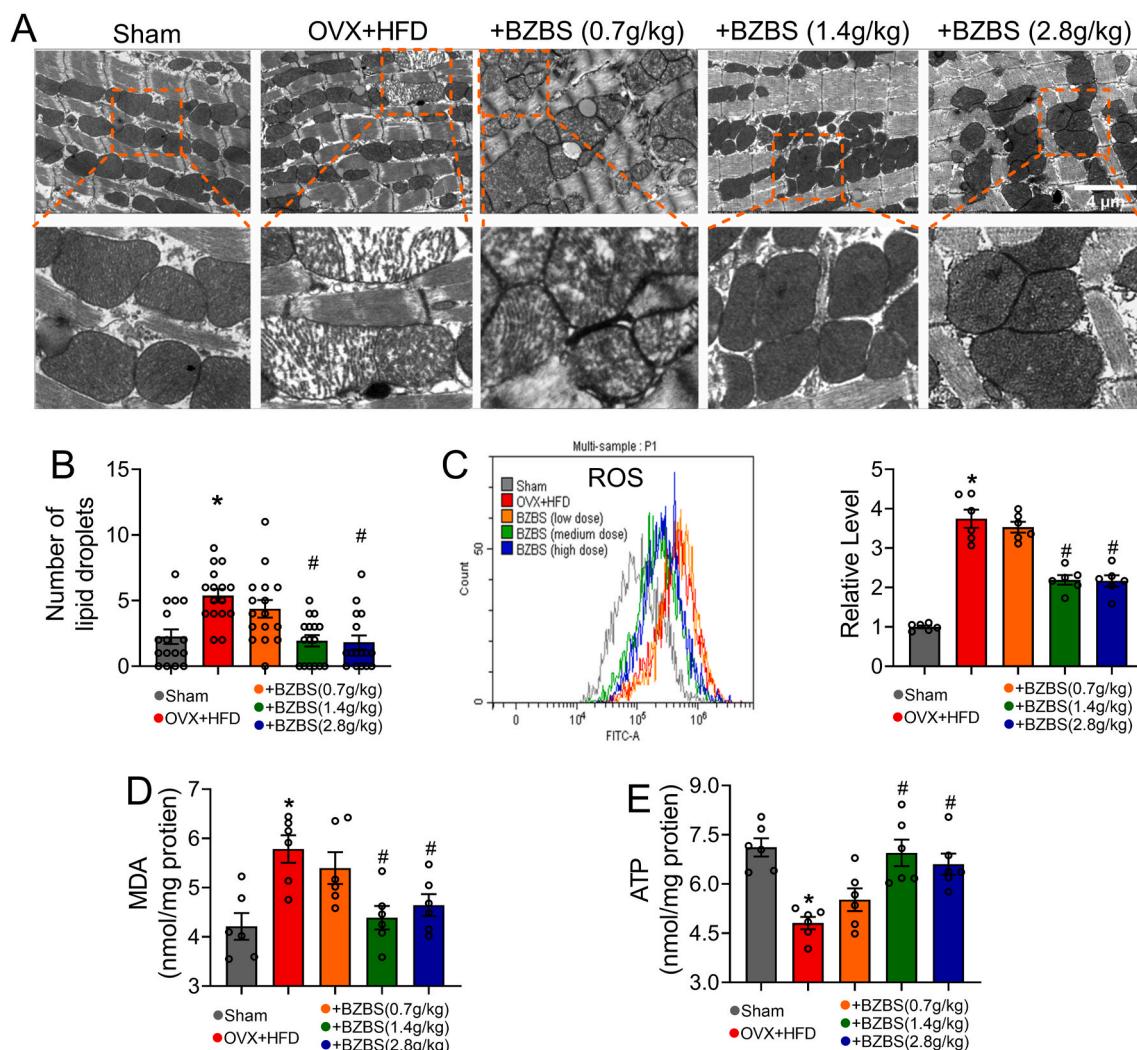 A
Sham
OVX+HFD
+BZBS (0.7g/kg)
+BZBS (1.4g/kg)
+BZBS (2.8g/kg)
4 μm
B
Number of
lipid droplets
15
10
5
0
*
#
#
Sham
OVX+HFD
+BZBS(0.7g/kg)
+BZBS(1.4g/kg)
+BZBS(2.8g/kg)
C
Multi-sample : P1
ROS
Sham
OVX+HFD
BZBS (low dose)
BZBS (medium dose)
BZBS (high dose)
Count
50
0
0
10⁴
10⁵
10⁶
FITC-A
Relative Level
5
4
3
2
1
0
*
#
#
Sham
OVX+HFD
+BZBS(0.7g/kg)
+BZBS(1.4g/kg)
+BZBS(2.8g/kg)
D
MDA
(nmol/mg protien)
7
6
5
4
3
*
#
#
Sham
OVX+HFD
+BZBS(0.7g/kg)
+BZBS(1.4g/kg)
+BZBS(2.8g/kg)
E
ATP
(nmol/mg protien)
9.0
7.5
6.0
4.5
3.0
*
#
#
Sham
OVX+HFD
+BZBS(0.7g/kg)
+BZBS(1.4g/kg)
+BZBS(2.8g/kg)